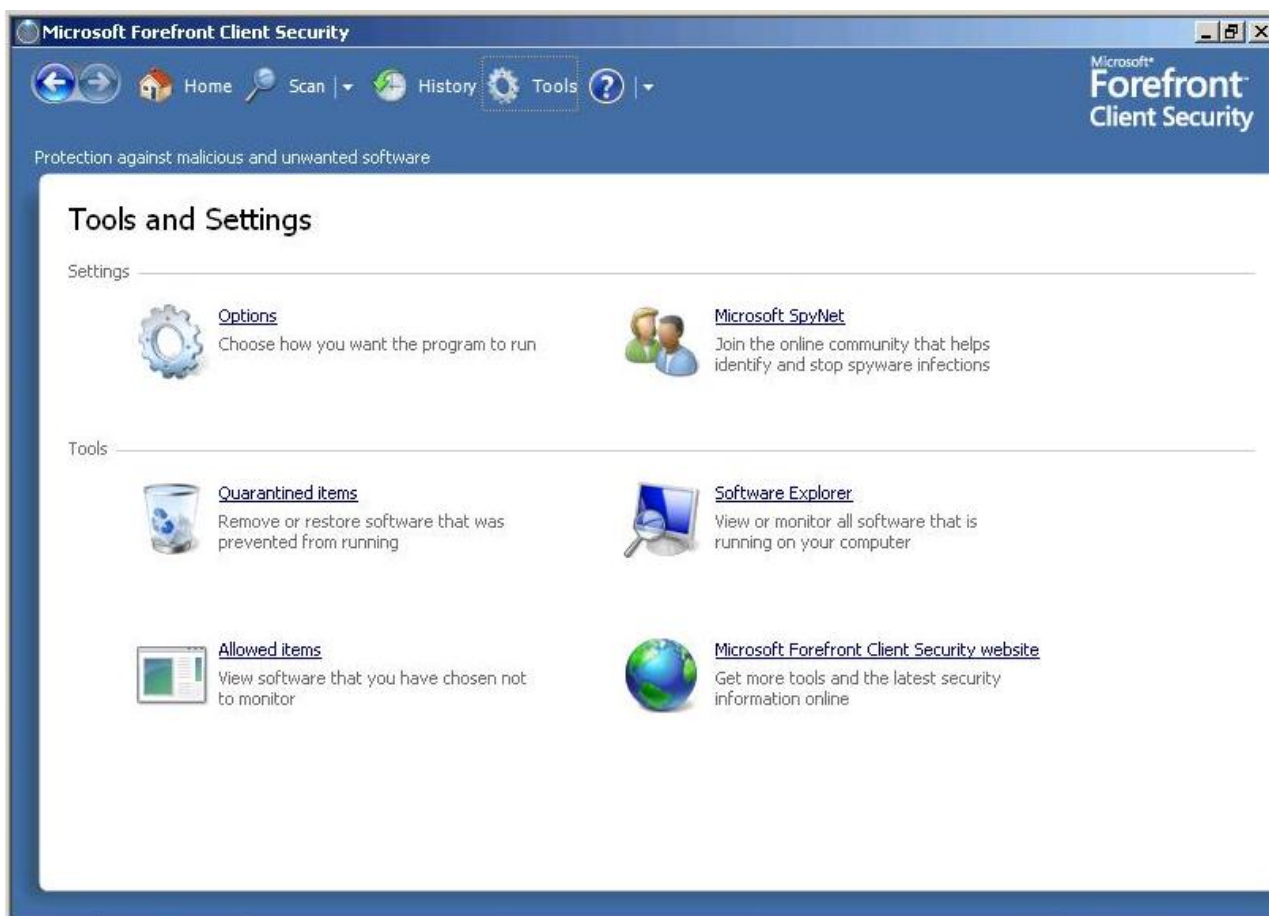 Microsoft Forefront Client Security
Home Scan History Tools ?
Microsoft®
Forefront™
Client Security
Protection against malicious and unwanted software
Tools and Settings
Settings
Options
Choose how you want the program to run
Microsoft SpyNet
Join the online community that helps
identify and stop spyware infections
Tools
Quarantined items
Remove or restore software that was
prevented from running
Software Explorer
View or monitor all software that is
running on your computer
Allowed items
View software that you have chosen not
to monitor
Microsoft Forefront Client Security website
Get more tools and the latest security
information online